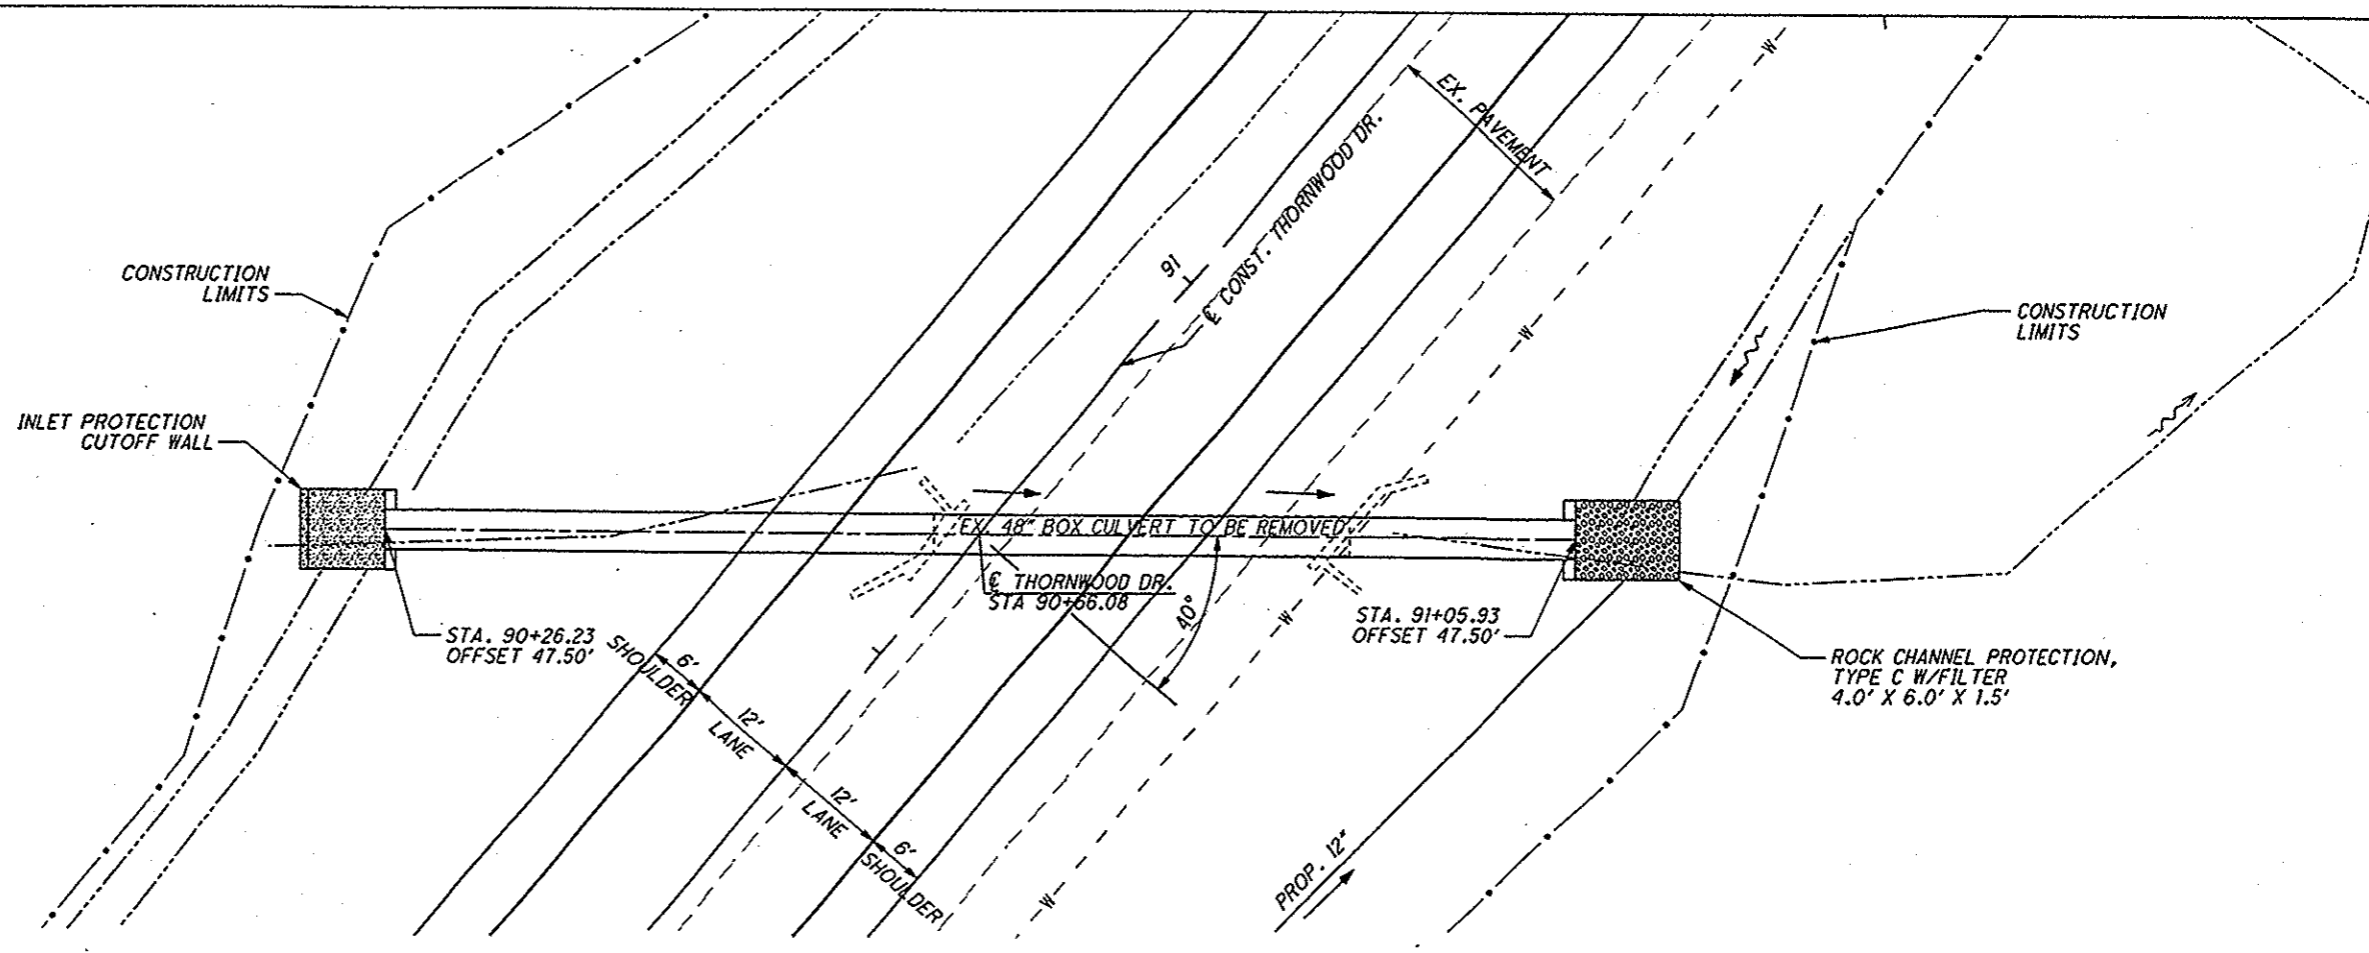 EX. PAVEMENT
℄ CONST. THORNWOOD DR.
91
W
W
W
W
CONSTRUCTION
LIMITS
CONSTRUCTION
LIMITS
INLET PROTECTION
CUTOFF WALL
EX. 48" BOX CULVERT TO BE REMOVED
℄ THORNWOOD DR.
STA 90+66.08
40°
STA. 90+26.23
OFFSET 47.50'
STA. 91+05.93
OFFSET 47.50'
ROCK CHANNEL PROTECTION,
TYPE C W/FILTER
4.0' X 6.0' X 1.5'
6'
SHOULDER
12'
LANE
12'
LANE
6'
SHOULDER
PROP. 12"